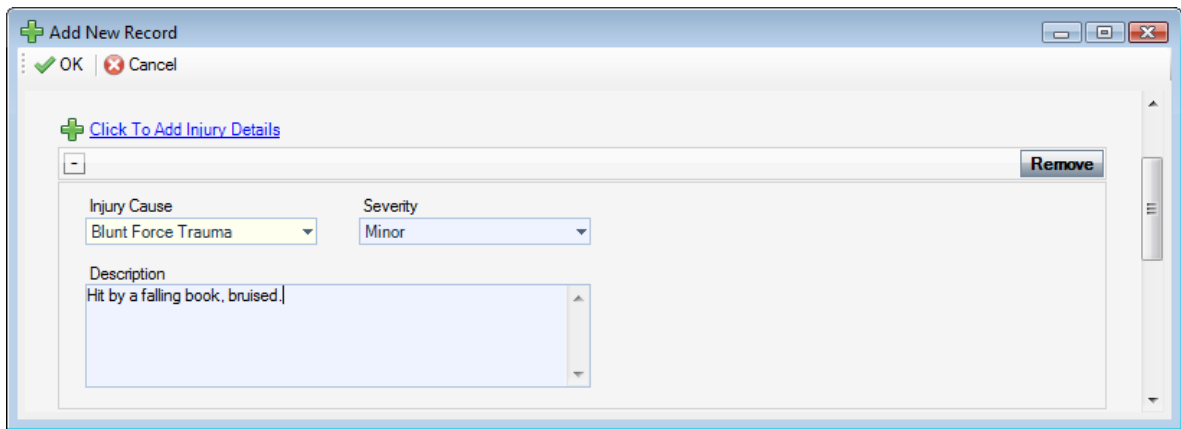 Add New Record
OK Cancel
Click To Add Injury Details
- Remove
Injury Cause Severity
Blunt Force Trauma Minor
Description
Hit by a falling book, bruised.